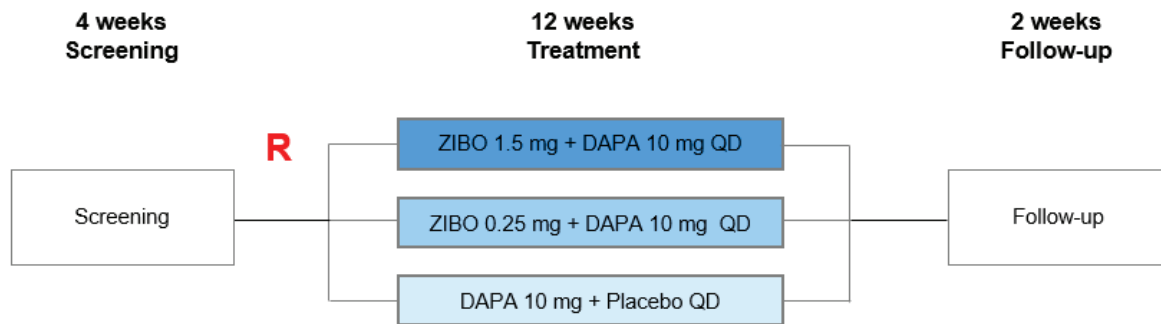 4 weeks
Screening
12 weeks
Treatment
2 weeks
Follow-up
R
ZIBO 1.5 mg + DAPA 10 mg QD
Screening
ZIBO 0.25 mg + DAPA 10 mg QD
Follow-up
DAPA 10 mg + Placebo QD